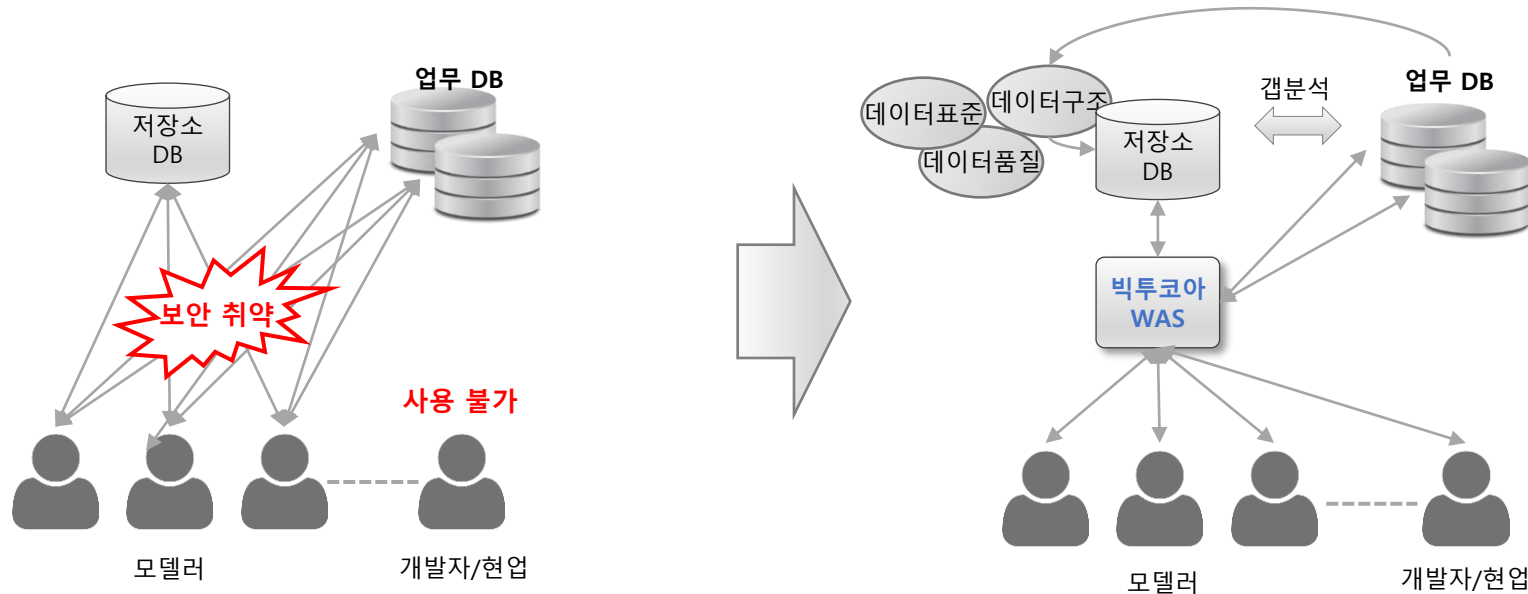 업무 DB
저장소
DB
보안 취약
사용 불가
모델러
개발자/현업
데이터표준
데이터구조
데이터품질
저장소
DB
갭분석
업무 DB
빅투코아
WAS
모델러
개발자/현업